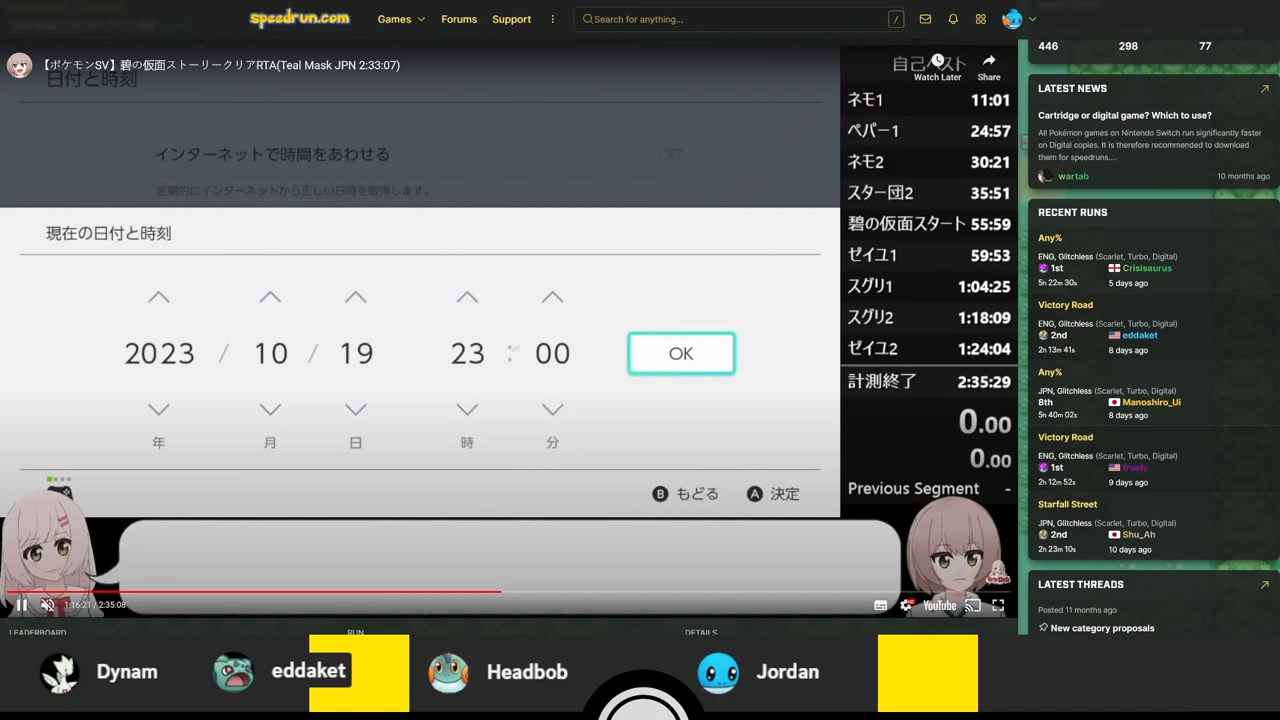 speedrun.com
Games
Forums
Support
Search for anything...
/
【ポケモンSV】碧の仮面ストーリークリアRTA(Teal Mask JPN 2:33:07)
Watch Later
Share
日付と時刻
インターネットで時間をあわせる
OFF
定期的にインターネットから正しい日時を取得します。
現在の日付と時刻
2023 / 10 / 19 23 : 00 OK
年 月 日 時 分
B もどる A 決定
自己ベスト
ネモ1 11:01
ペパー1 24:57
ネモ2 30:21
スター団2 35:51
碧の仮面スタート 55:59
ゼイユ1 59:53
スグリ1 1:04:25
スグリ2 1:18:09
ゼイユ2 1:24:04
計測終了 2:35:29
0.00
0.00
Previous Segment -
1:16:21 / 2:35:08
HD
YouTube
446 298 77
LATEST NEWS
Cartridge or digital game? Which to use?
All Pokémon games on Nintendo Switch run significantly faster
on Digital copies. It is therefore recommended to download
them for speedruns....
wartab 10 months ago
RECENT RUNS
Any%
ENG, Glitchless (Scarlet, Turbo, Digital)
1st Crisisaurus
5h 22m 30s 5 days ago
Victory Road
ENG, Glitchless (Scarlet, Turbo, Digital)
2nd eddaket
2h 13m 41s 8 days ago
Any%
JPN, Glitchless (Scarlet, Turbo, Digital)
8th Manoshiro_Ui
5h 40m 02s 8 days ago
Victory Road
ENG, Glitchless (Scarlet, Turbo, Digital)
1st truely
2h 12m 52s 9 days ago
Starfall Street
JPN, Glitchless (Scarlet, Turbo, Digital)
2nd Shu_Ah
2h 23m 10s 10 days ago
LATEST THREADS
Posted 11 months ago
New category proposals
LEADERBOARD
RUN
DETAILS
Dynam
eddaket
Headbob
Jordan